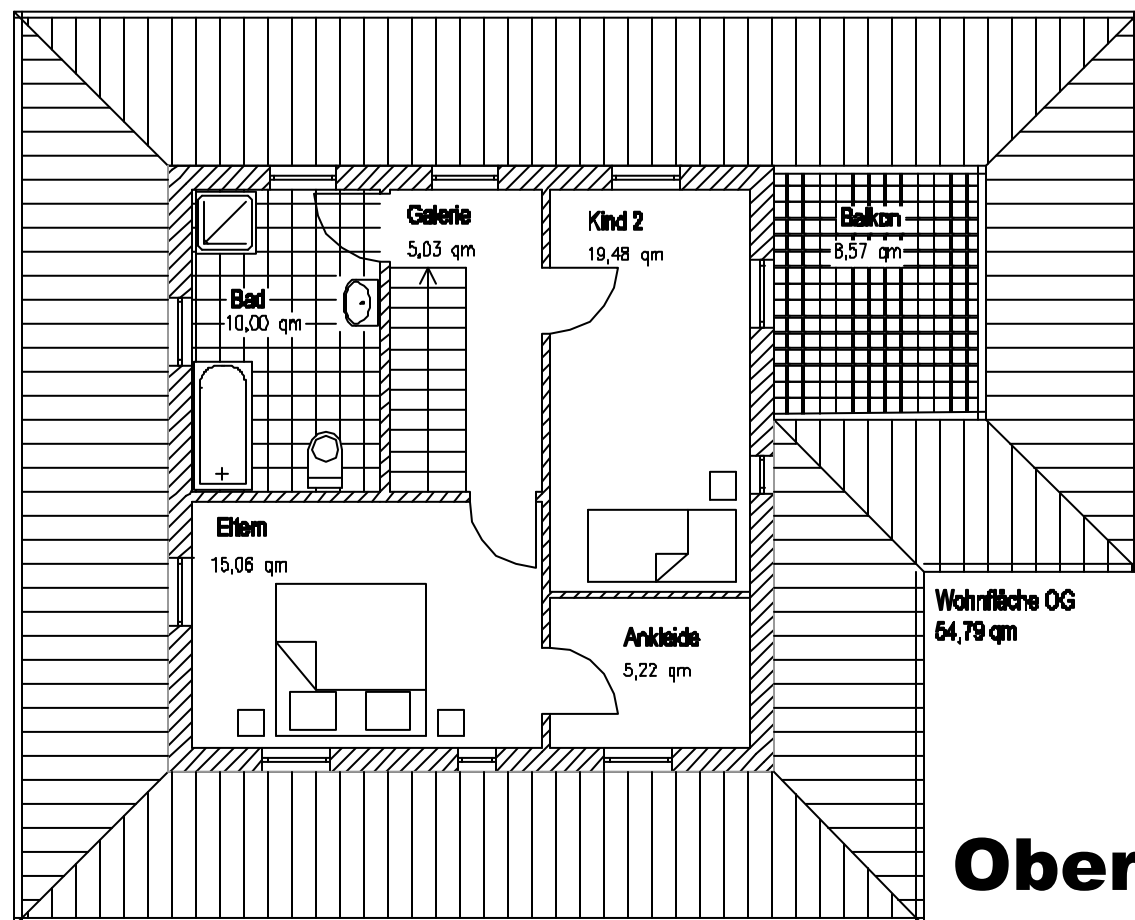 Galerie
5,03 qm
Kind 2
19,48 qm
Balkon
8,57 qm
Bad
10,00 qm
Eltern
15,06 qm
Ankleide
5,22 qm
Wohnfläche OG
54,79 qm
Ober